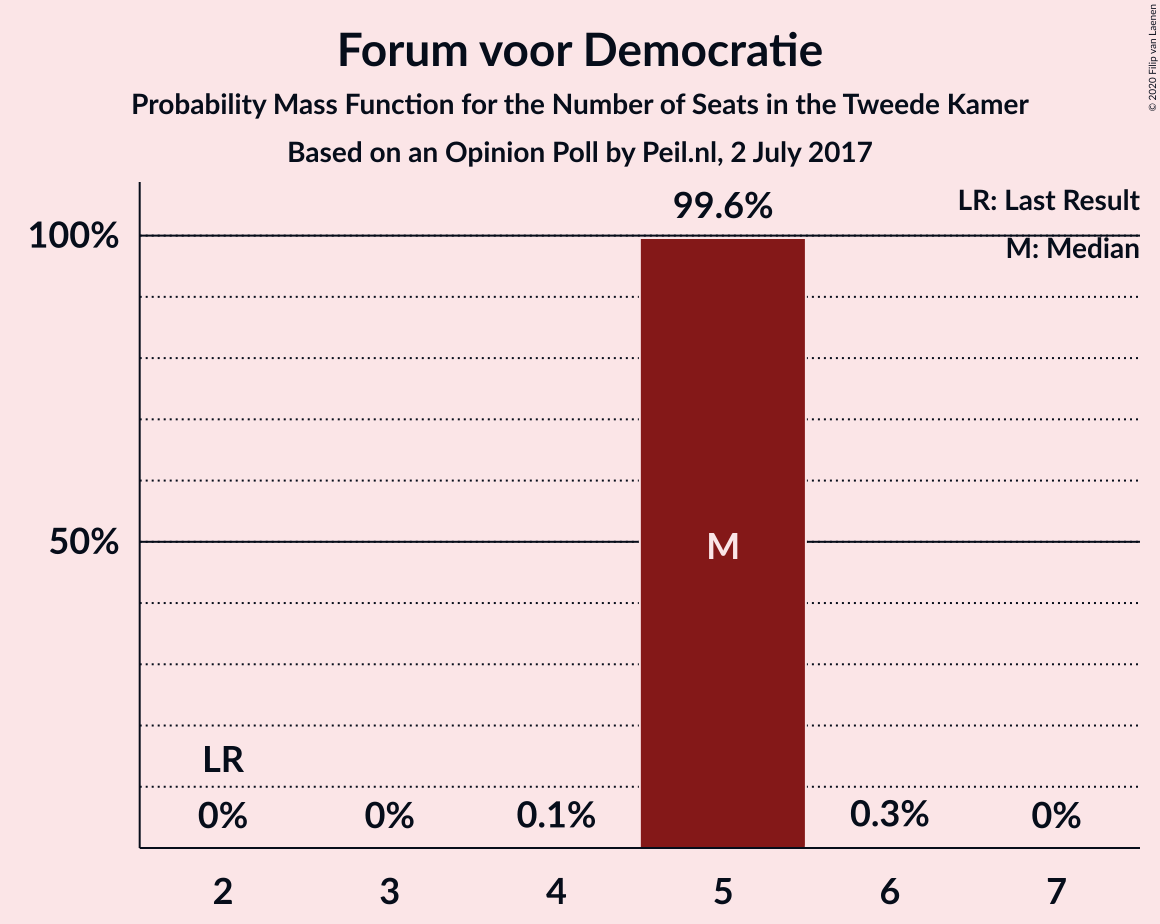 Forum voor Democratie
Probability Mass Function for the Number of Seats in the Tweede Kamer
Based on an Opinion Poll by Peil.nl, 2 July 2017
© 2020 Filip van Laenen
LR: Last Result
M: Median
99.6%
100%
50%
M
LR
0%
0%
0.1%
0.3%
0%
2
3
4
5
6
7